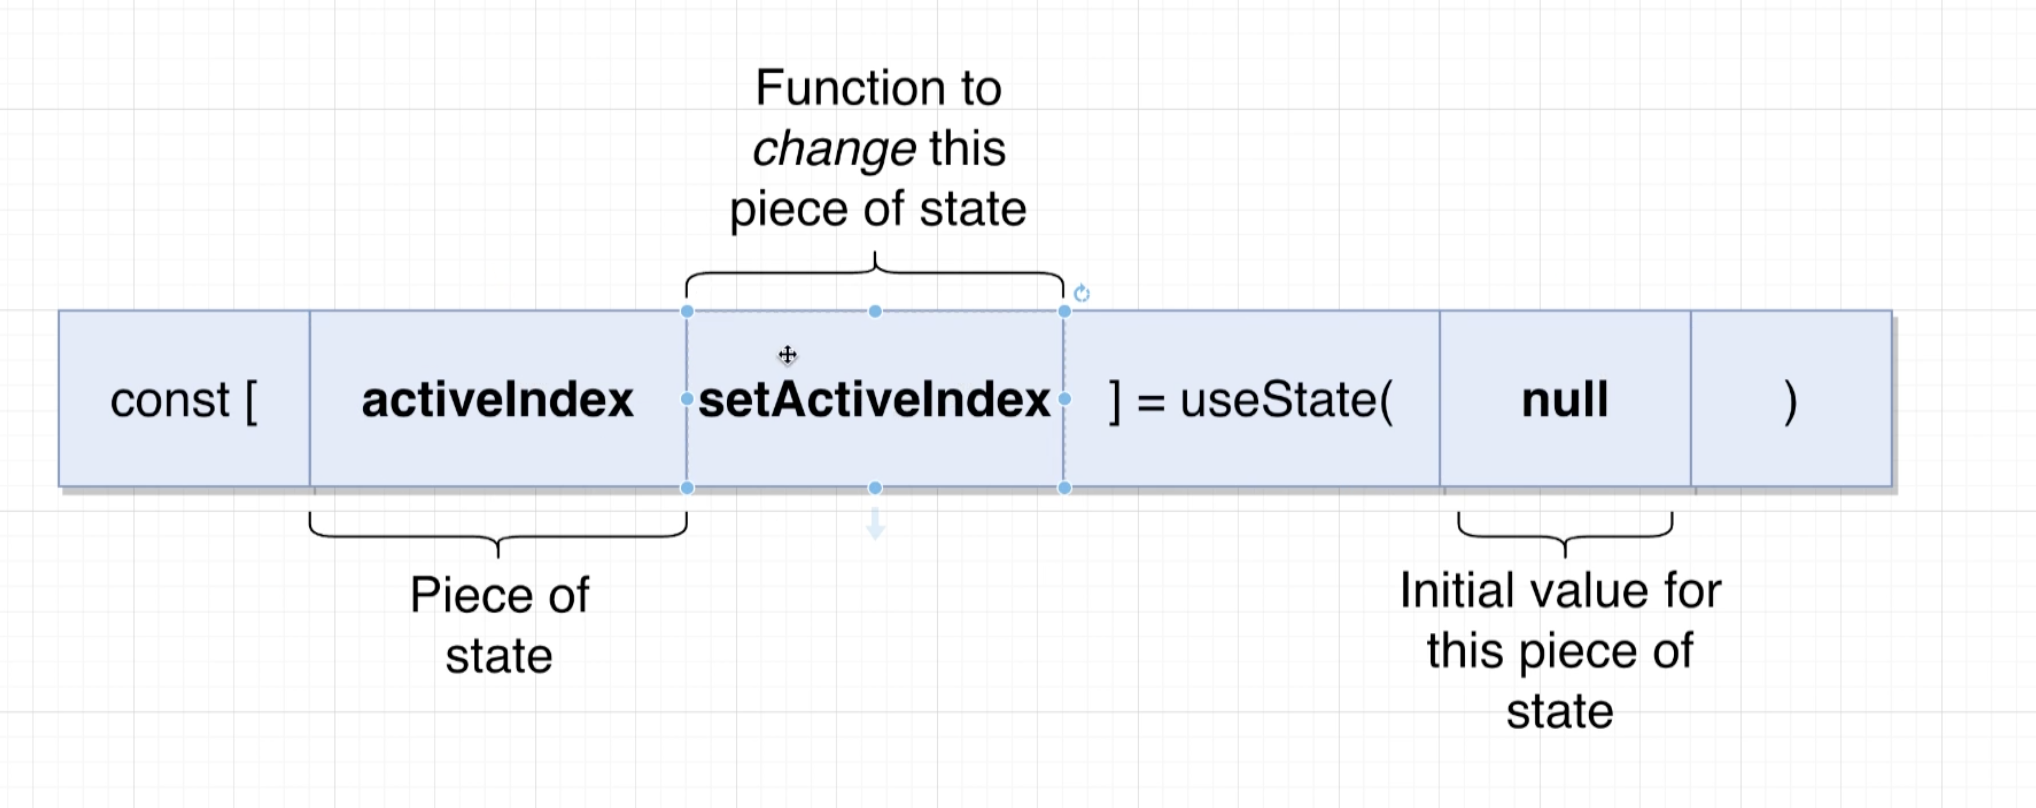 Function to
change this
piece of state
const [ activeIndex setActiveIndex ] = useState( null )
Piece of
state
Initial value for
this piece of
state